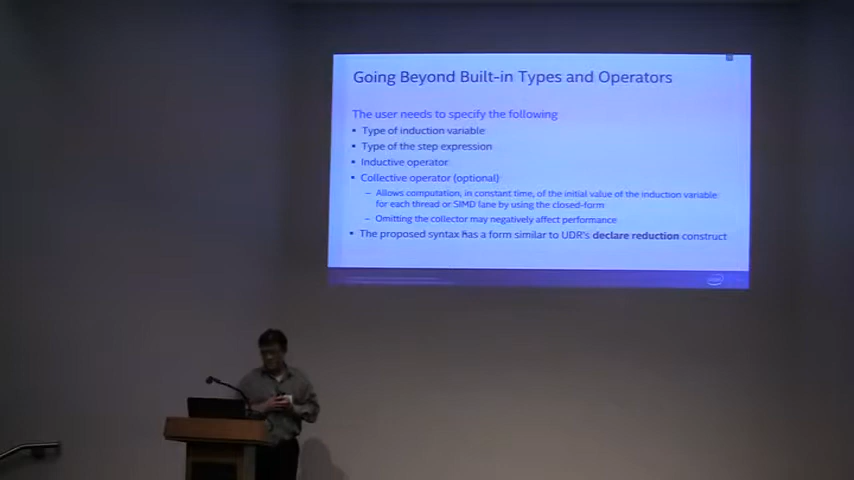 Going Beyond Built-in Types and Operators
The user needs to specify the following
▪ Type of induction variable
▪ Type of the step expression
▪ Inductive operator
▪ Collective operator (optional)
– Allows computation, in constant time, of the initial value of the induction variable
for each thread or SIMD lane by using the closed-form
– Omitting the collector may negatively affect performance
▪ The proposed syntax has a form similar to UDR's declare reduction construct
intel